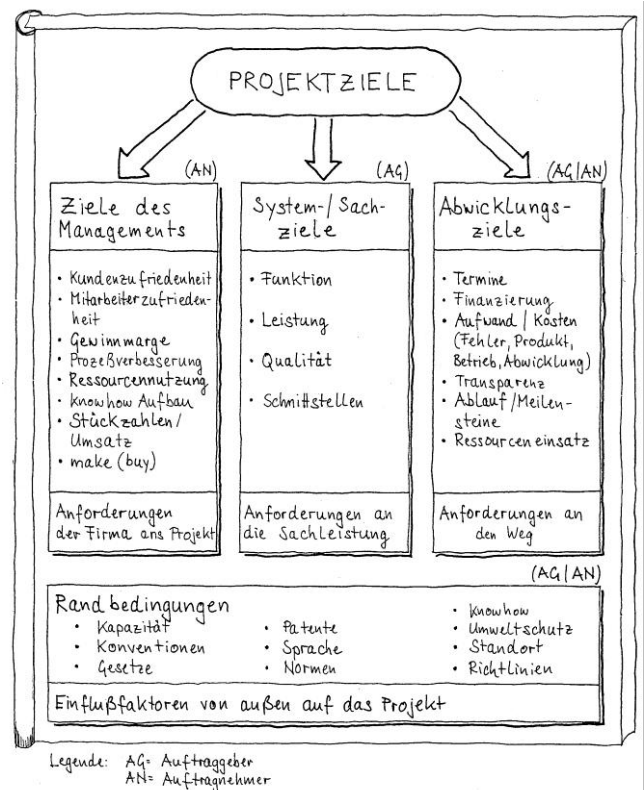 PROJEKTZIELE
(AN)
Ziele des
Managements
• Kundenzufriedenheit
• Mitarbeiterzufrieden-
heit
• Gewinnmarge
• Prozeßverbesserung
• Ressourcennutzung
• knowhow Aufbau
• Stückzahlen/
Umsatz
• make (buy)
Anforderungen
der Firma ans Projekt
(AG)
System-/Sach-
ziele
• Funktion
• Leistung
• Qualität
• Schnittstellen
Anforderungen an
die Sachleistung
(AG|AN)
Abwicklungs-
ziele
• Termine
• Finanzierung
• Aufwand / Kosten
(Fehler, Produkt,
Betrieb, Abwicklung)
• Transparenz
• Ablauf/Meilen-
steine
• Ressourceneinsatz
Anforderungen an
den Weg
(AG|AN)
Randbedingungen
• Kapazität
• Konventionen
• Gesetze
• Patente
• Sprache
• Normen
• Knowhow
• Umweltschutz
• Standort
• Richtlinien
Einflußfaktoren von außen auf das Projekt
Legende: AG= Auftraggeber
AN= Auftragnehmer